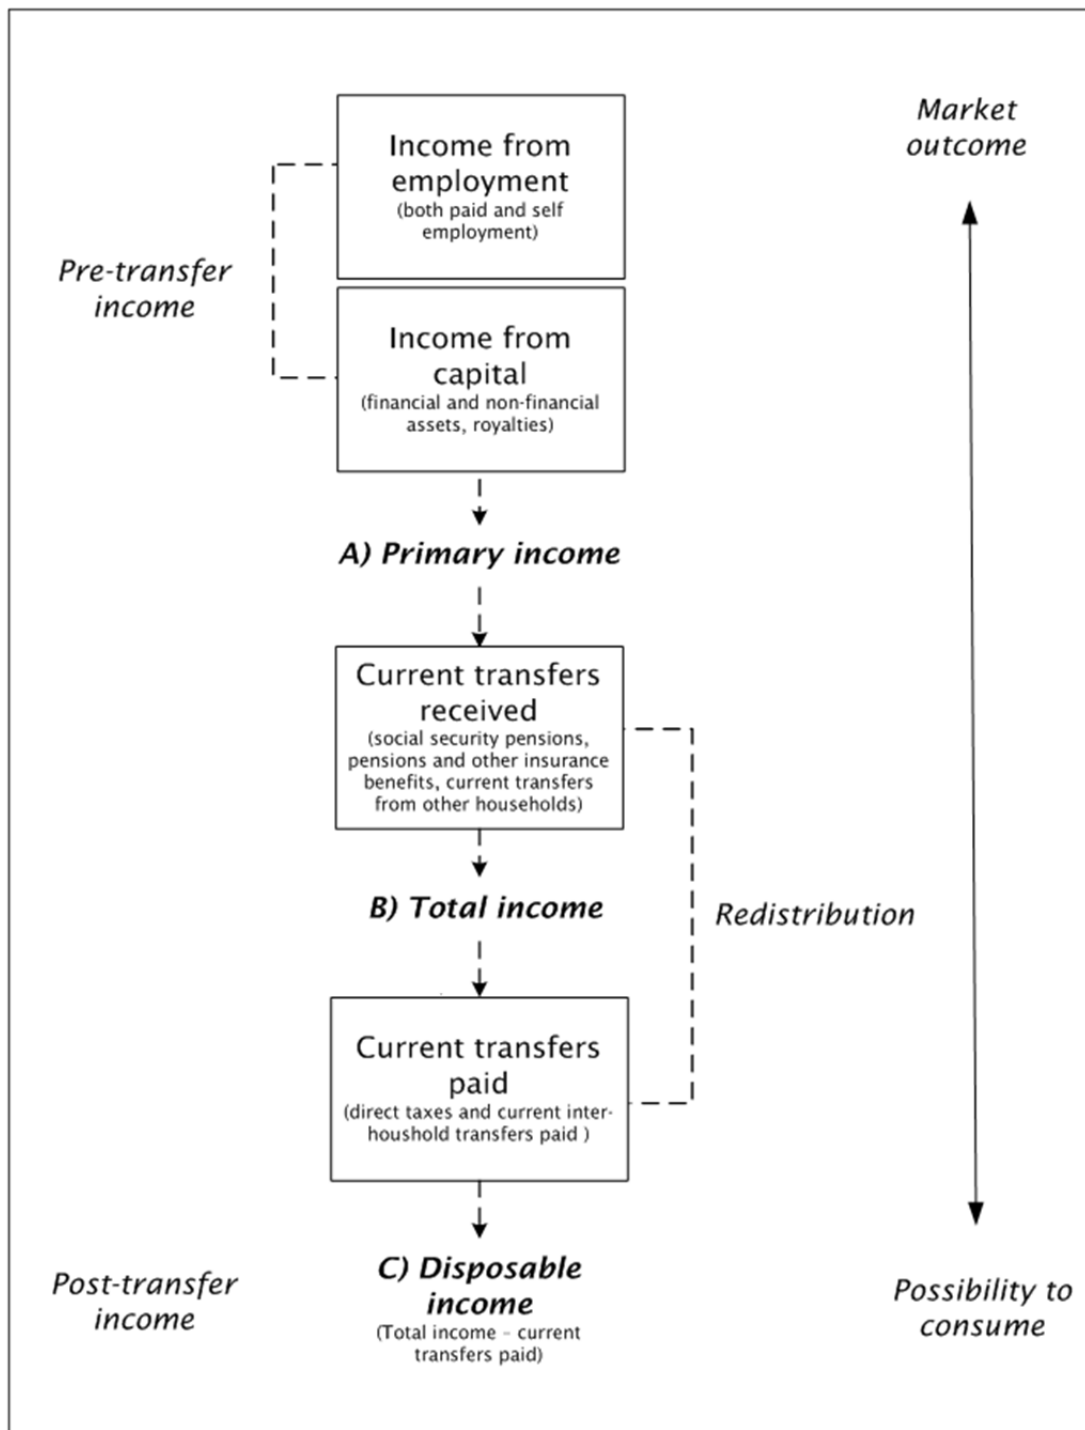 Market
outcome
Income from
employment
(both paid and self
employment)
Pre-transfer
income
Income from
capital
(financial and non-financial
assets, royalties)
A) Primary income
Current transfers
received
(social security pensions,
pensions and other insurance
benefits, current transfers
from other households)
B) Total income
Redistribution
Current transfers
paid
(direct taxes and current inter-
houshold transfers paid )
C) Disposable
income
(Total income - current
transfers paid)
Post-transfer
income
Possibility to
consume